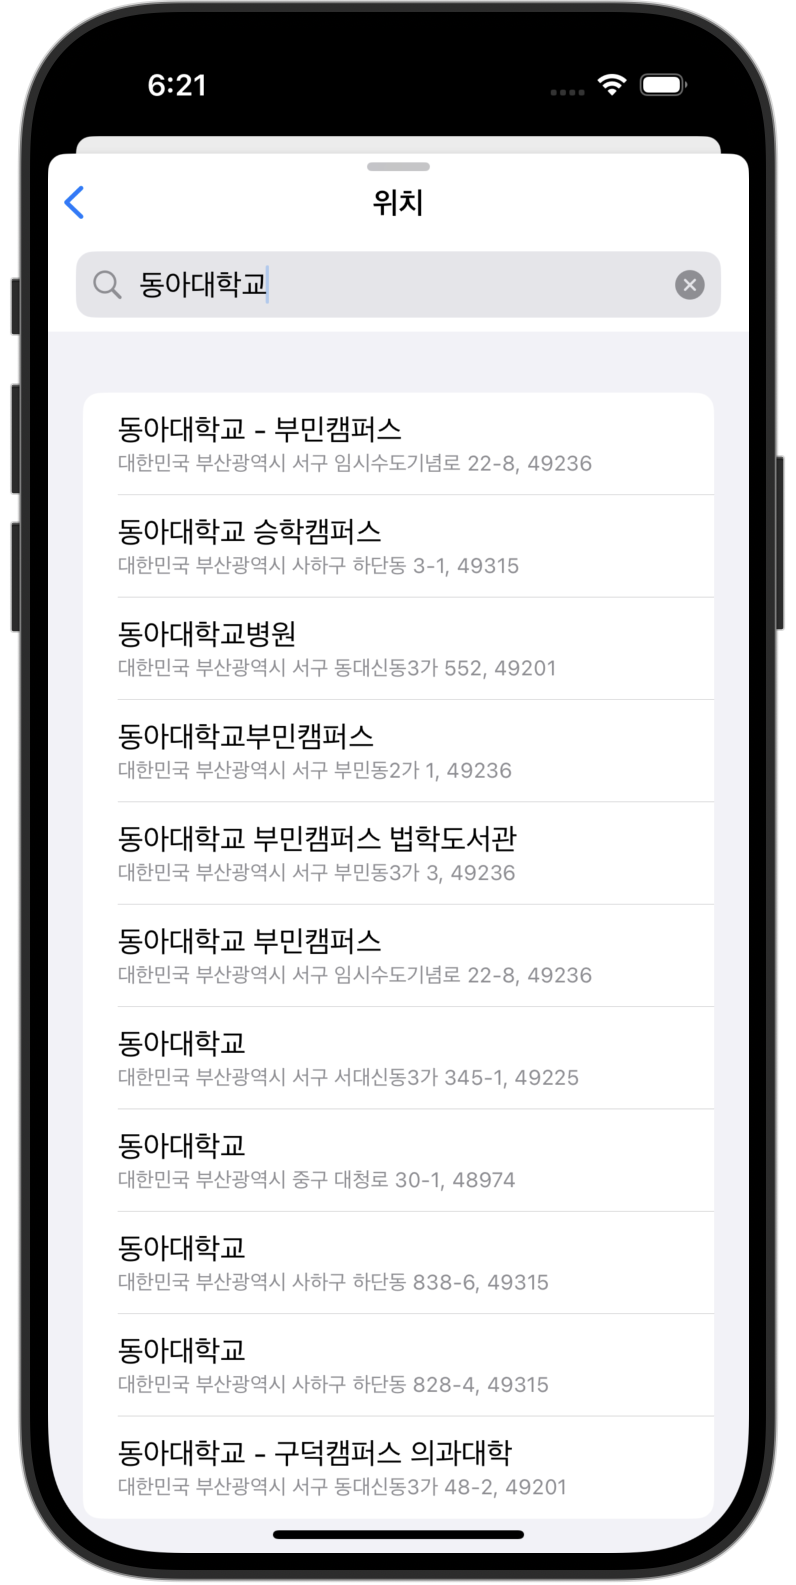 6:21
위치
동아대학교
동아대학교 - 부민캠퍼스
대한민국 부산광역시 서구 임시수도기념로 22-8, 49236
동아대학교 승학캠퍼스
대한민국 부산광역시 사하구 하단동 3-1, 49315
동아대학교병원
대한민국 부산광역시 서구 동대신동3가 552, 49201
동아대학교부민캠퍼스
대한민국 부산광역시 서구 부민동2가 1, 49236
동아대학교 부민캠퍼스 법학도서관
대한민국 부산광역시 서구 부민동3가 3, 49236
동아대학교 부민캠퍼스
대한민국 부산광역시 서구 임시수도기념로 22-8, 49236
동아대학교
대한민국 부산광역시 서구 서대신동3가 345-1, 49225
동아대학교
대한민국 부산광역시 중구 대청로 30-1, 48974
동아대학교
대한민국 부산광역시 사하구 하단동 838-6, 49315
동아대학교
대한민국 부산광역시 사하구 하단동 828-4, 49315
동아대학교 - 구덕캠퍼스 의과대학
대한민국 부산광역시 서구 동대신동3가 48-2, 49201